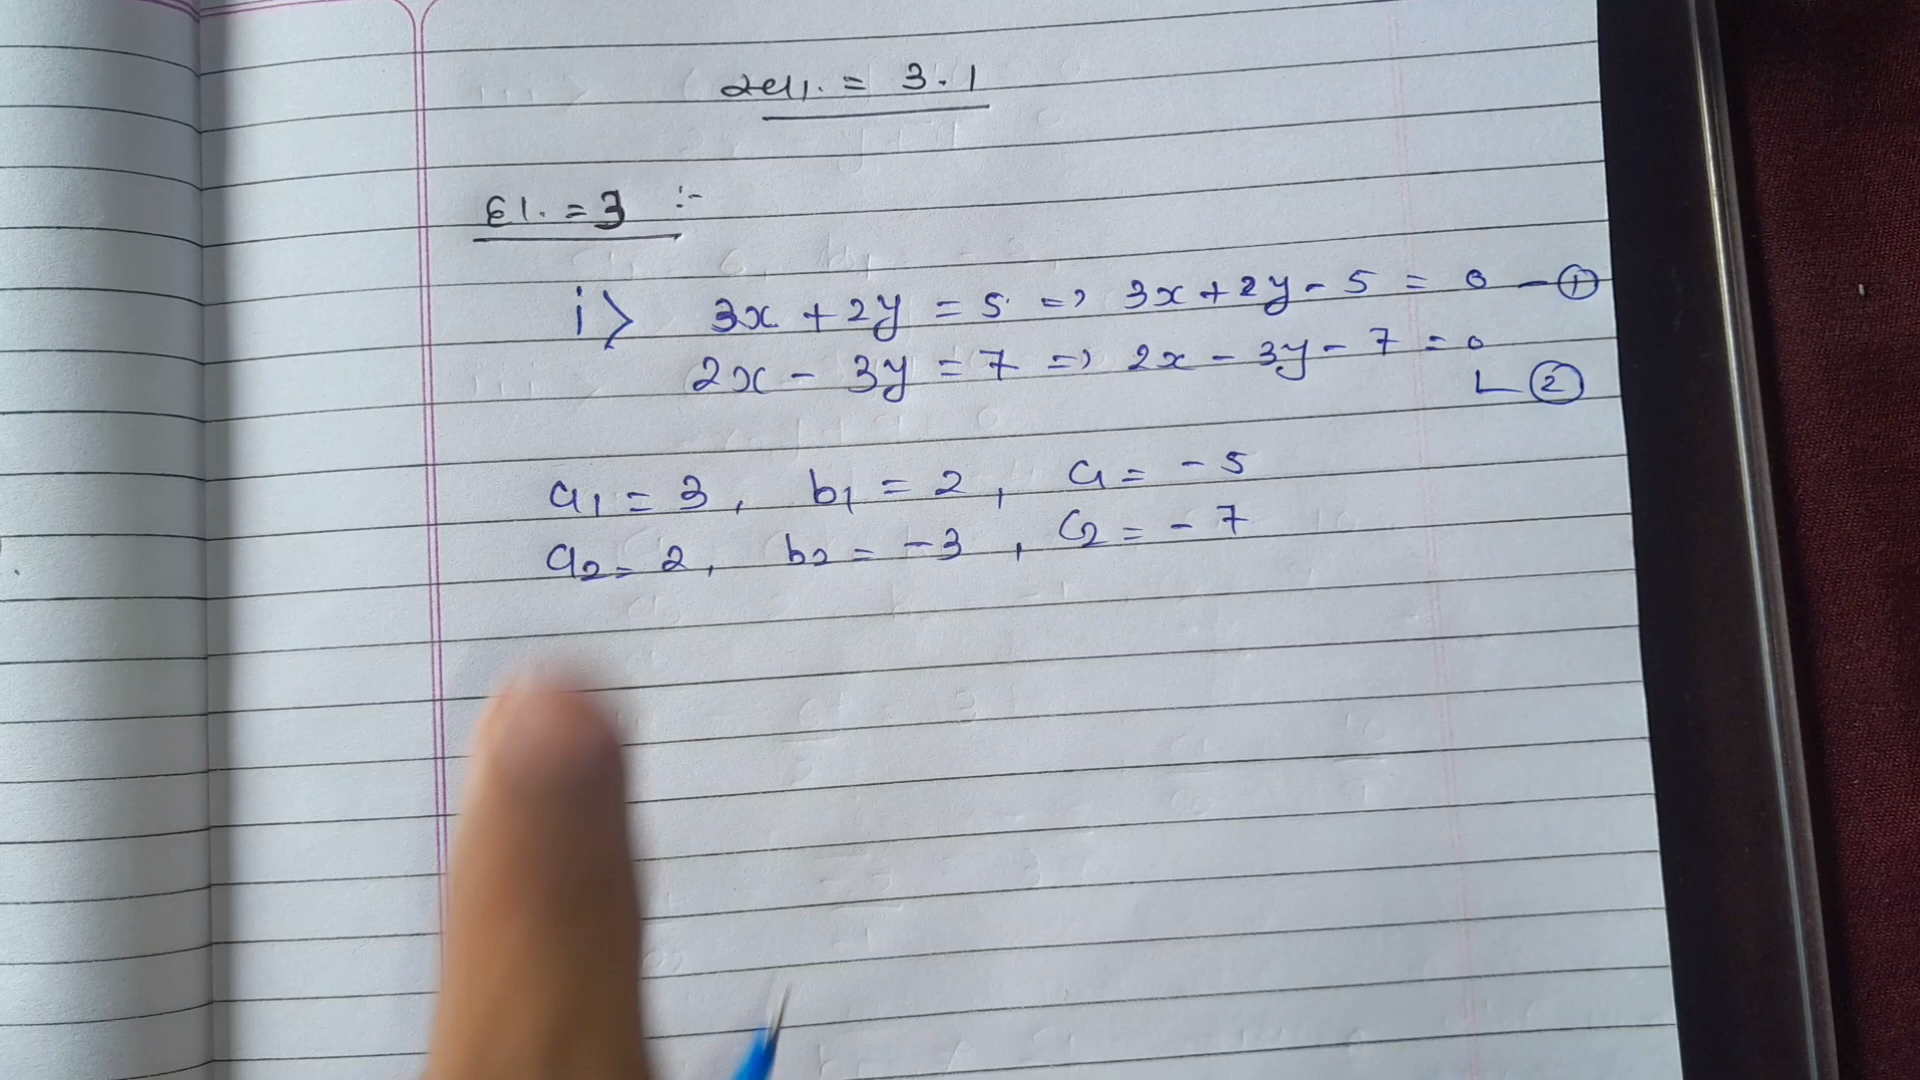 સ્વા. = 3.1
દા. = 3 :-
i> 3x + 2y = 5 => 3x + 2y - 5 = 0 - ①
2x - 3y = 7 => 2x - 3y - 7 = 0
L ②
a1 = 3, b1 = 2, c1 = -5
a2 = 2, b2 = -3, c2 = -7